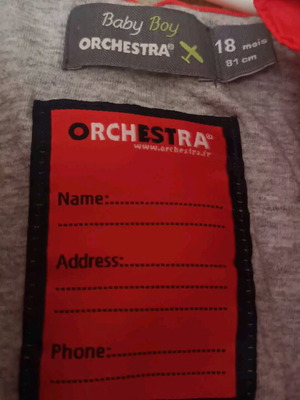 Baby Boy
ORCHESTRA®
18 mois
81 cm
ORCHESTRA®
www.orchestra.fr
Name:
Address:
Phone: